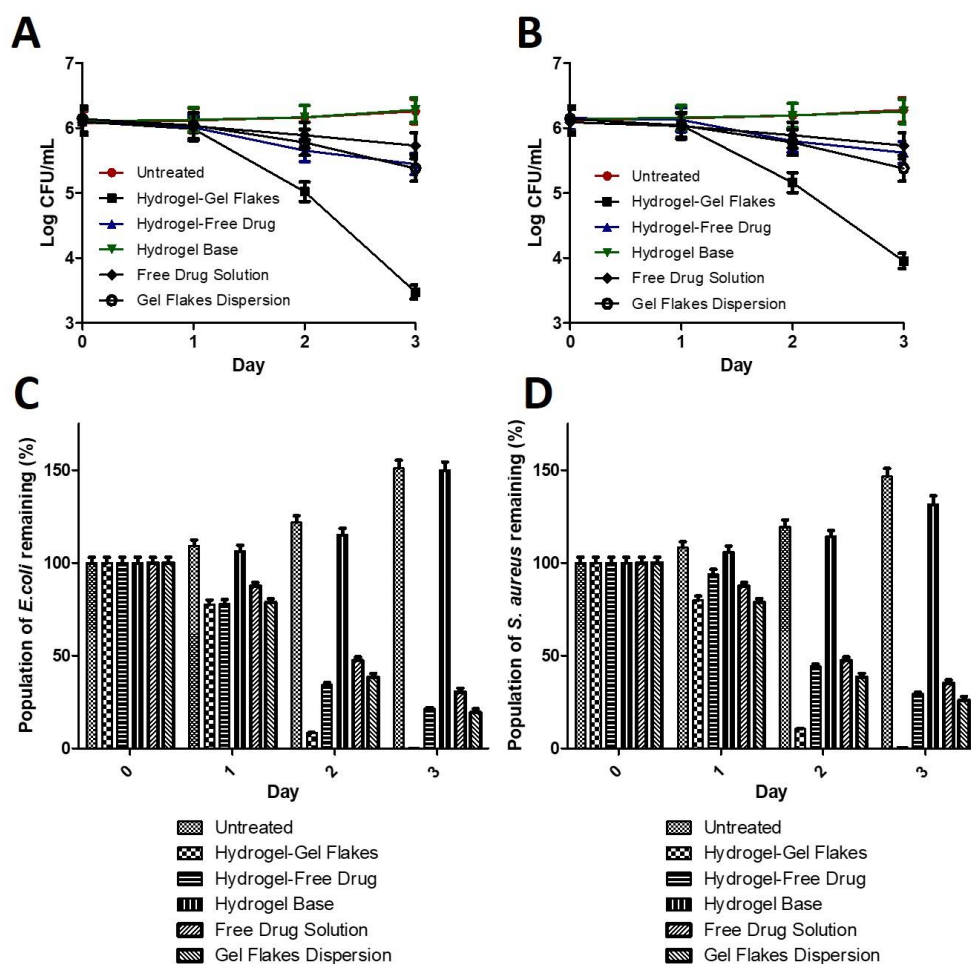 A
7
6
5
4
3
Log CFU/mL
Untreated
Hydrogel-Gel Flakes
Hydrogel-Free Drug
Hydrogel Base
Free Drug Solution
Gel Flakes Dispersion
0 1 2 3
Day
B
7
6
5
4
3
Log CFU/mL
Untreated
Hydrogel-Gel Flakes
Hydrogel-Free Drug
Hydrogel Base
Free Drug Solution
Gel Flakes Dispersion
0 1 2 3
Day
C
Population of E.coli remaining (%)
150
100
50
0
0 1 2 3
Day
Untreated
Hydrogel-Gel Flakes
Hydrogel-Free Drug
Hydrogel Base
Free Drug Solution
Gel Flakes Dispersion
D
Population of S. aureus remaining (%)
150
100
50
0
0 1 2 3
Day
Untreated
Hydrogel-Gel Flakes
Hydrogel-Free Drug
Hydrogel Base
Free Drug Solution
Gel Flakes Dispersion